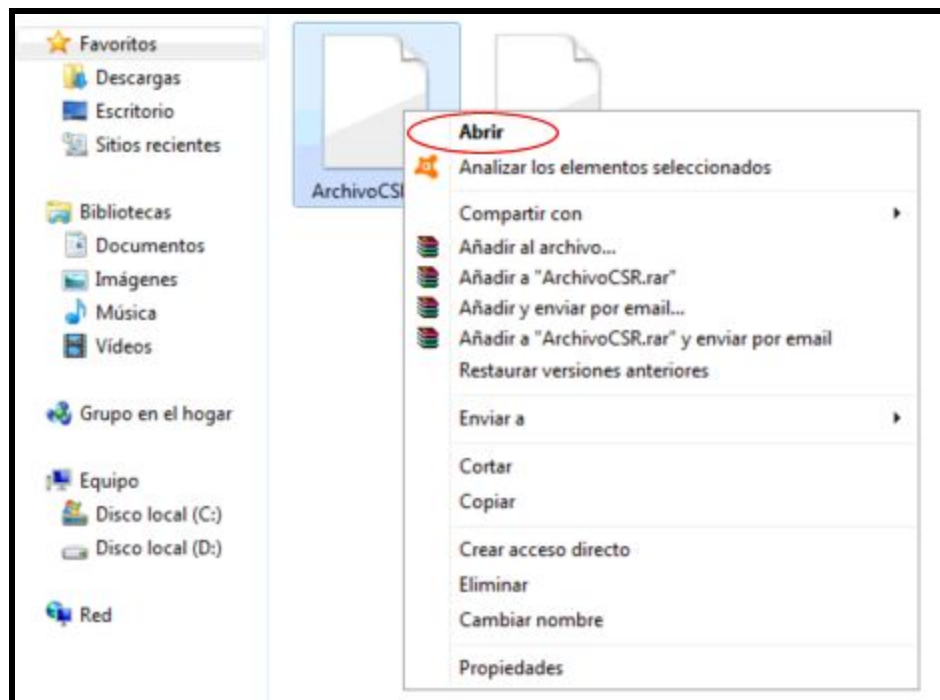 Favoritos
Descargas
Escritorio
Sitios recientes
Bibliotecas
Documentos
Imágenes
Música
Vídeos
Grupo en el hogar
Equipo
Disco local (C:)
Disco local (D:)
Red
ArchivoCS
Abrir
Analizar los elementos seleccionados
Compartir con
Añadir al archivo...
Añadir a "ArchivoCSR.rar"
Añadir y enviar por email...
Añadir a "ArchivoCSR.rar" y enviar por email
Restaurar versiones anteriores
Enviar a
Cortar
Copiar
Crear acceso directo
Eliminar
Cambiar nombre
Propiedades